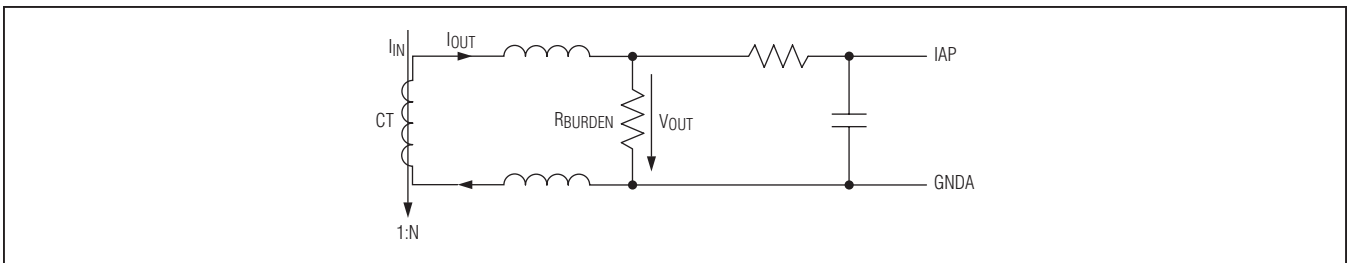 IIN
IOUT
IAP
CT
RBURDEN
VOUT
GNDA
1:N